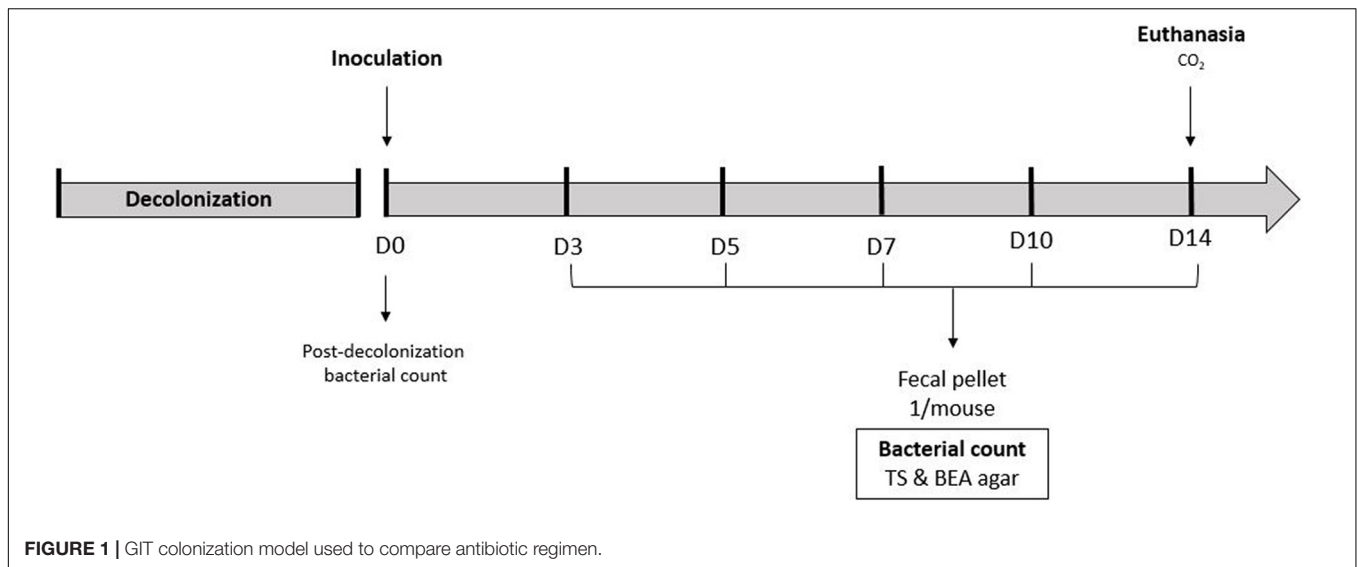 Inoculation
Euthanasia
CO₂
Decolonization
D0
D3
D5
D7
D10
D14
Post-decolonization
bacterial count
Fecal pellet
1/mouse
Bacterial count
TS & BEA agar
FIGURE 1 | GIT colonization model used to compare antibiotic regimen.